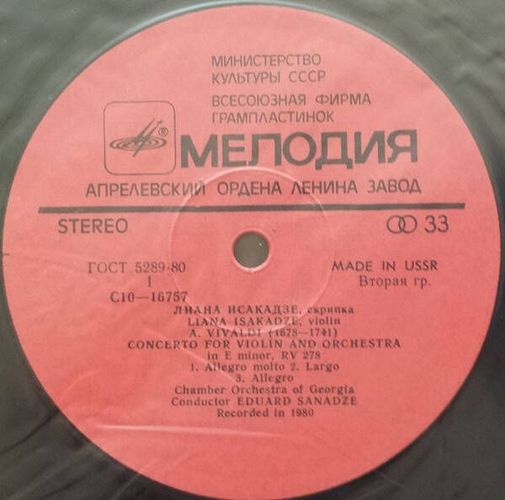 МИНИСТЕРСТВО
КУЛЬТУРЫ СССР
ВСЕСОЮЗНАЯ ФИРМА
ГРАМПЛАСТИНОК
® МЕЛОДИЯ
АПРЕЛЕВСКИЙ ОРДЕНА ЛЕНИНА ЗАВОД
STEREO 33
ГОСТ 5289-80 MADE IN USSR
1 Вторая гр.
С10—16757
ЛИАНА ИСАКАДЗЕ, скрипка
LIANA ISAKADZE, violin
A. VIVALDI (1678—1741)
CONCERTO FOR VIOLIN AND ORCHESTRA
in E minor, RV 278
1. Allegro molto 2. Largo
3. Allegro
Chamber Orchestra of Georgia
Conductor EDUARD SANADZE
Recorded in 1980